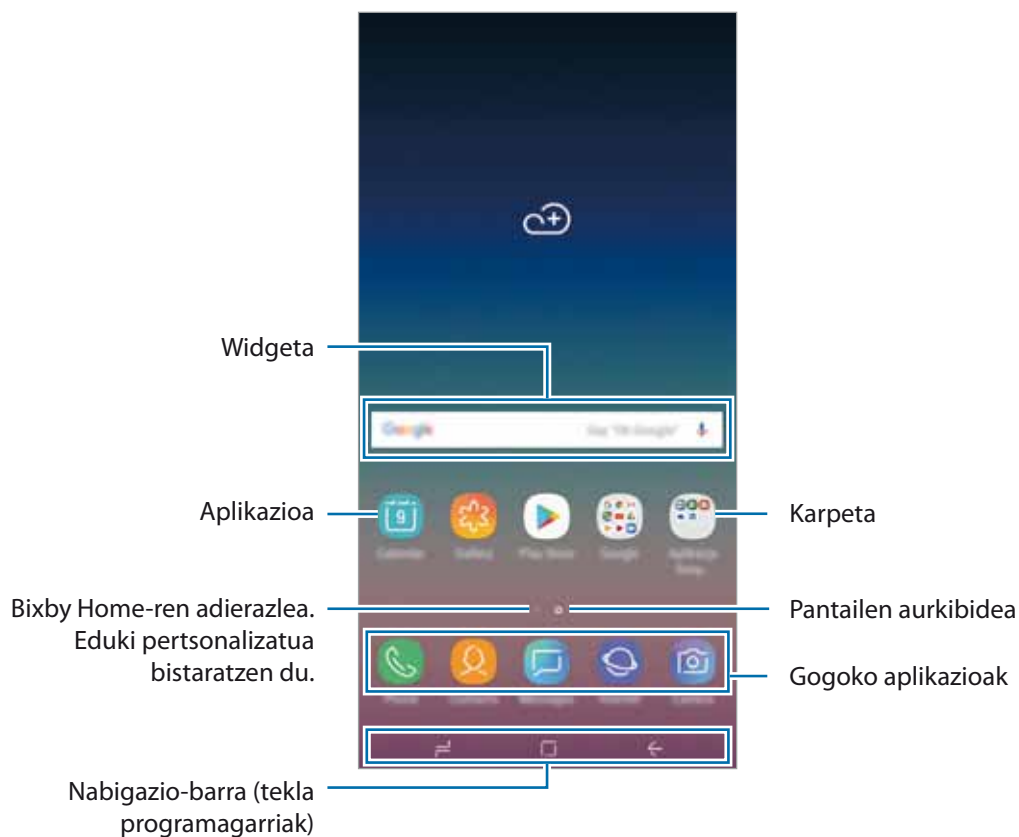 Widgeta
Google
Aplikazioa
Karpeta
Bixby Home-ren adierazlea.
Eduki pertsonalizatua
bistaratzen du.
Pantailen aurkibidea
Gogoko aplikazioak
Nabigazio-barra (tekla
programagarriak)